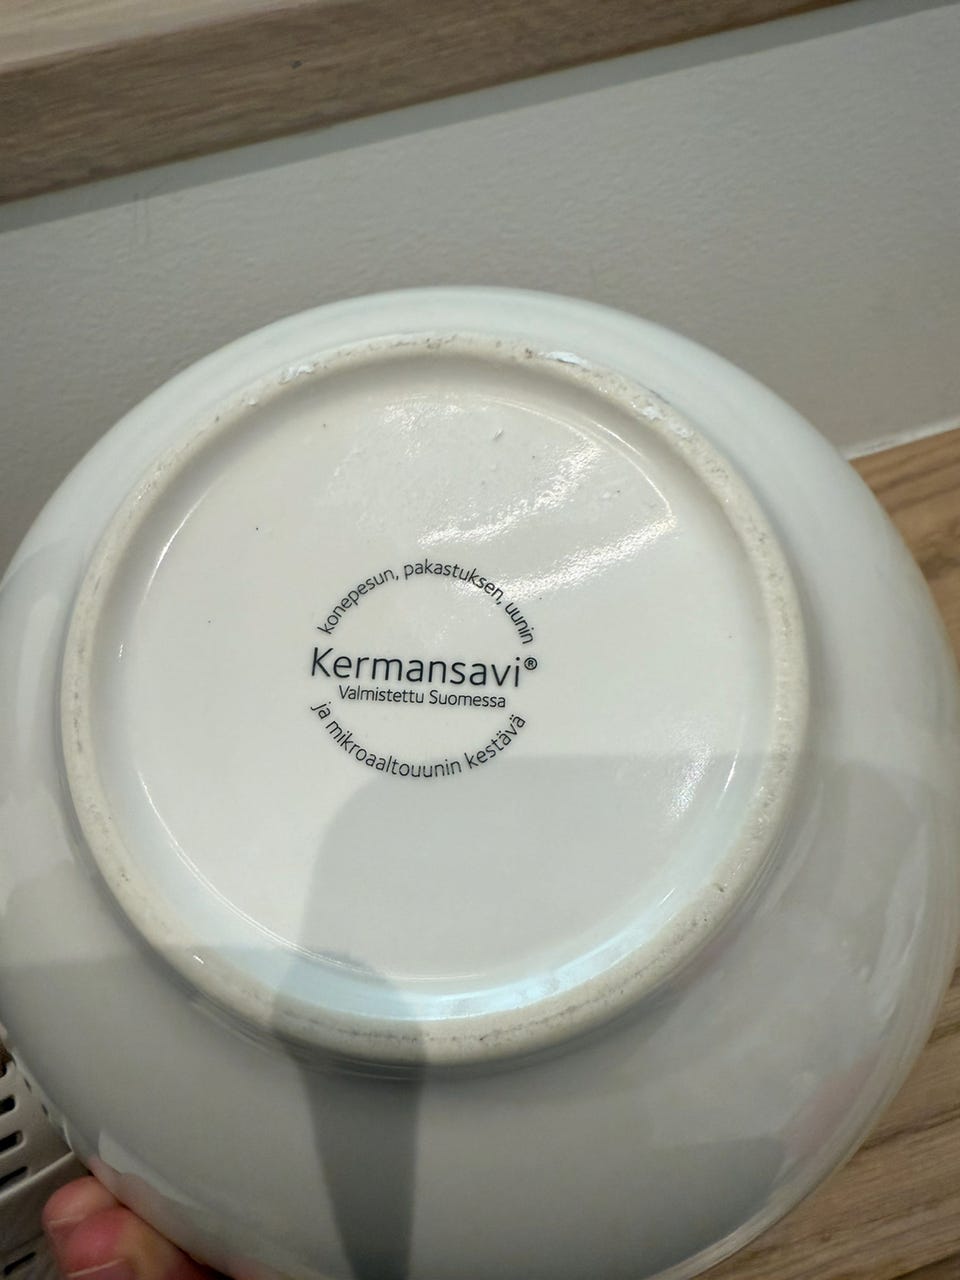 konepesun, pakastuksen, uunin
Kermansavi®
Valmistettu Suomessa
ja mikroaaltouunin kestävä